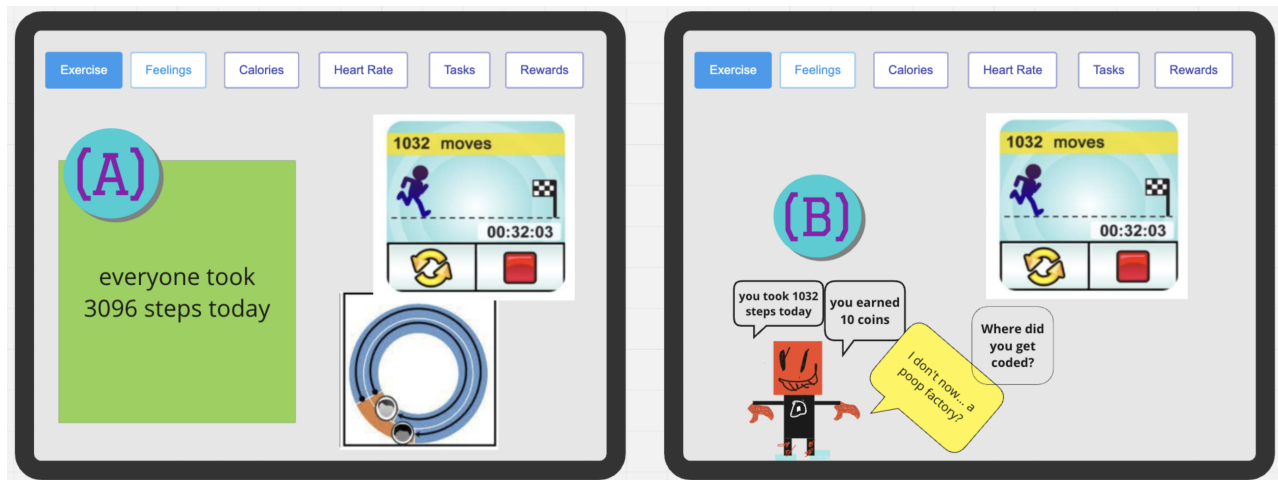 Exercise Feelings Calories Heart Rate Tasks Rewards
(A)
everyone took
3096 steps today
1032 moves
00:32:03
Exercise Feelings Calories Heart Rate Tasks Rewards
(B)
1032 moves
00:32:03
you took 1032
steps today
you earned
10 coins
Where did
you get
coded?
I don't now... a
poop factory?
D